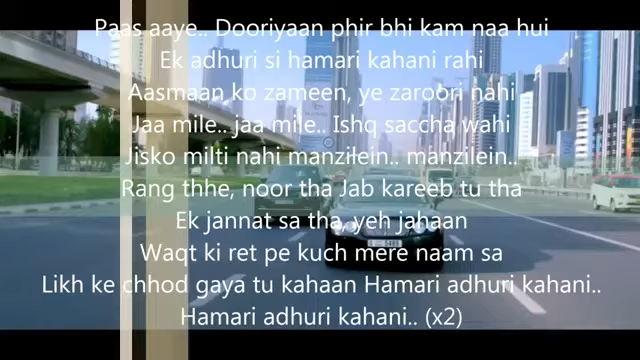 Paas aaye.. Dooriyaan phir bhi kam naa hui
Ek adhuri si hamari kahani rahi
Aasmaan ko zameen, ye zaroori nahi
Jaa mile.. jaa mile.. Ishq saccha wahi
Jisko milti nahi manzilein.. manzilein..
Rang thhe, noor tha Jab kareeb tu tha
Ek jannat sa tha, yeh jahaan
Waqt ki ret pe kuch mere naam sa
Likh ke chhod gaya tu kahaan Hamari adhuri kahani..
Hamari adhuri kahani.. (x2)